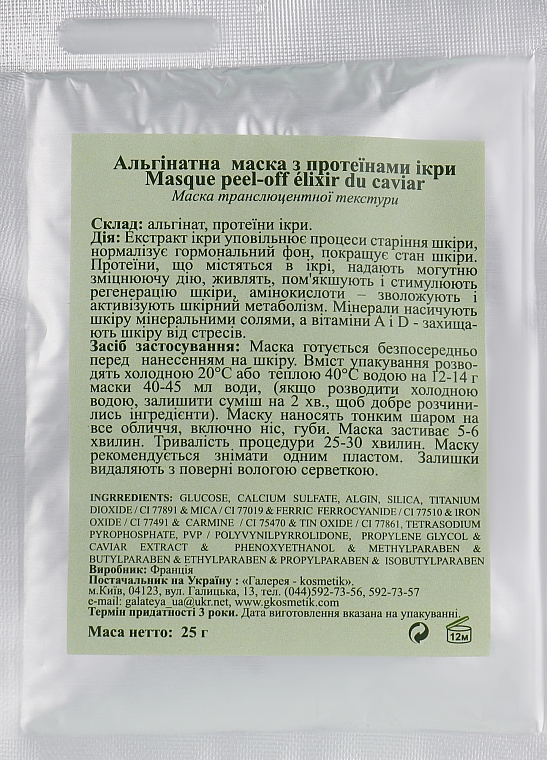 Альгінатна маска з протеїнами ікри
Masque peel-off élixir du caviar
Маска транслюцентної текстури
Склад: альгінат, протеїни ікри.
Дія: Екстракт ікри уповільнює процеси старіння шкіри,
нормалізує гормональний фон, покращує стан шкіри.
Протеїни, що містяться в ікрі, надають могутню
зміцнюючу дію, живлять, пом'якшують і стимулюють
регенерацію шкіри, амінокислоти – зволожують і
активізують шкірний метаболізм. Мінерали насичують
шкіру мінеральними солями, а вітаміни А і D - захища-
ють шкіру від стресів.
Засіб застосування: Маска готується безпосередньо
перед нанесенням на шкіру. Вміст упакування розво-
дять холодною 20°С або теплою 40°С водою на 12-14 г
маски 40-45 мл води, (якщо розводити холодною
водою, залишити суміш на 2 хв., щоб добре розчини-
лись інгредієнти). Маску наносять тонким шаром на
все обличчя, включно ніс, губи. Маска застиває 5-6
хвилин. Тривалість процедури 25-30 хвилин. Маску
рекомендується знімати одним пластом. Залишки
видаляють з поверні вологою серветкою.
INGREDIENTS: GLUCOSE, CALCIUM SULFATE, ALGIN, SILICA, TITANIUM
DIOXIDE / CI 77891 & MICA / CI 77019 & FERRIC FERROCYANIDE / CI 77510 & IRON
OXIDE / CI 77491 & CARMINE / CI 75470 & TIN OXIDE / CI 77861, TETRASODIUM
PYROPHOSPHATE, PVP / POLYVYNILPYRROLIDONE, PROPYLENE GLYCOL &
CAVIAR EXTRACT & PHENOXYETHANOL & METHYLPARABEN &
BUTYLPARABEN & ETHYLPARABEN & PROPYLPARABEN & ISOBUTYLPARABEN
Виробник: Франція
Постачальник на Україну : «Галерея - kosmetik».
м.Київ, 04123, вул. Галицька, 13, тел. (044)592-73-56, 592-73-57
e-mail: galateya_ua@ukr.net, www.gkosmetik.com
Термін придатності 3 роки. Дата виготовлення вказана на упакуванні.
Маса нетто: 25 г
12м